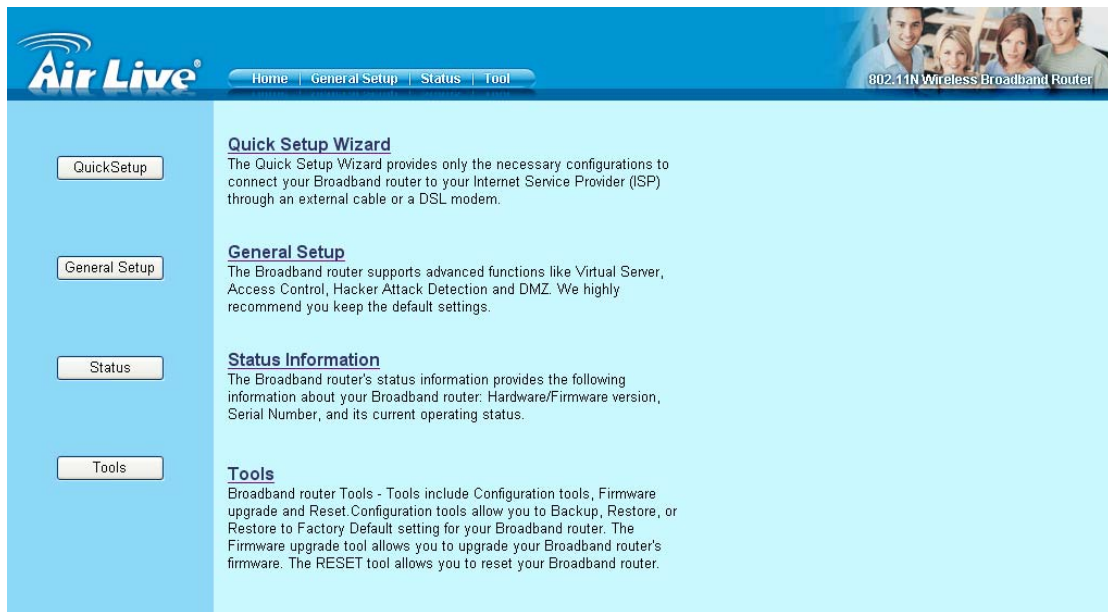 Air Live®
Home | General Setup | Status | Tool
802.11N Wireless Broadband Router
QuickSetup
Quick Setup Wizard
The Quick Setup Wizard provides only the necessary configurations to
connect your Broadband router to your Internet Service Provider (ISP)
through an external cable or a DSL modem.
General Setup
General Setup
The Broadband router supports advanced functions like Virtual Server,
Access Control, Hacker Attack Detection and DMZ. We highly
recommend you keep the default settings.
Status
Status Information
The Broadband router's status information provides the following
information about your Broadband router: Hardware/Firmware version,
Serial Number, and its current operating status.
Tools
Tools
Broadband router Tools - Tools include Configuration tools, Firmware
upgrade and Reset.Configuration tools allow you to Backup, Restore, or
Restore to Factory Default setting for your Broadband router. The
Firmware upgrade tool allows you to upgrade your Broadband router's
firmware. The RESET tool allows you to reset your Broadband router.